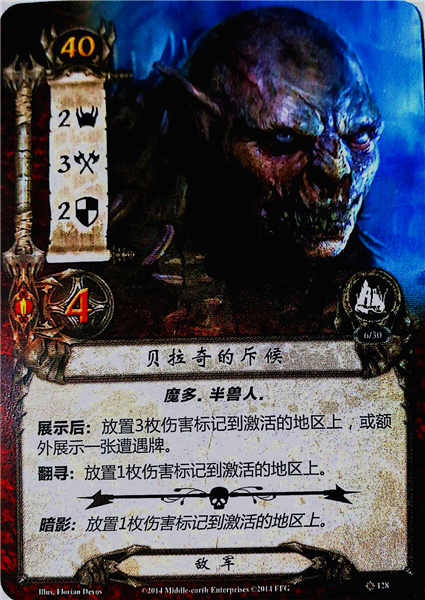 40
2
3
2
4
6/30
贝拉奇的斥候
魔多. 半兽人.
展示后：放置3枚伤害标记到激活的地区上，或额
外展示一张遭遇牌。
翻寻：放置1枚伤害标记到激活的地区上。
暗影：放置1枚伤害标记到激活的地区上。
敌军
Illus. Florian Devos ©2014 Middle-earth Enterprises ©2014 FFG 128